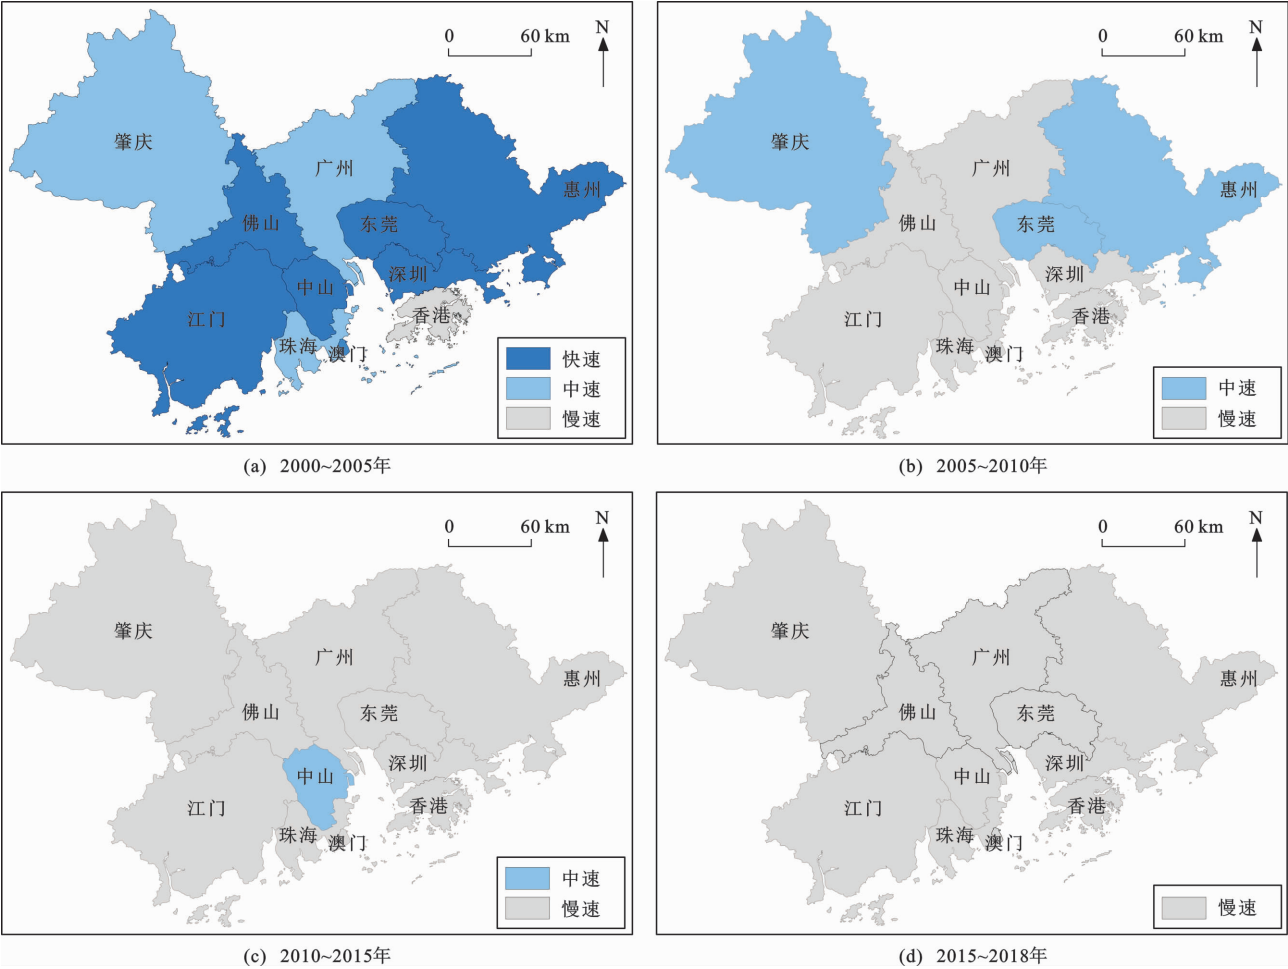 0 60 km N
肇庆
广州
惠州
佛山
东莞
深圳
中山
江门
香港
珠海
澳门
快速
中速
慢速
(a) 2000~2005年
0 60 km N
肇庆
广州
惠州
佛山
东莞
深圳
中山
江门
香港
珠海
澳门
中速
慢速
(b) 2005~2010年
0 60 km N
肇庆
广州
惠州
佛山
东莞
深圳
中山
江门
香港
珠海
澳门
中速
慢速
(c) 2010~2015年
0 60 km N
肇庆
广州
惠州
佛山
东莞
深圳
中山
江门
香港
珠海
澳门
慢速
(d) 2015~2018年